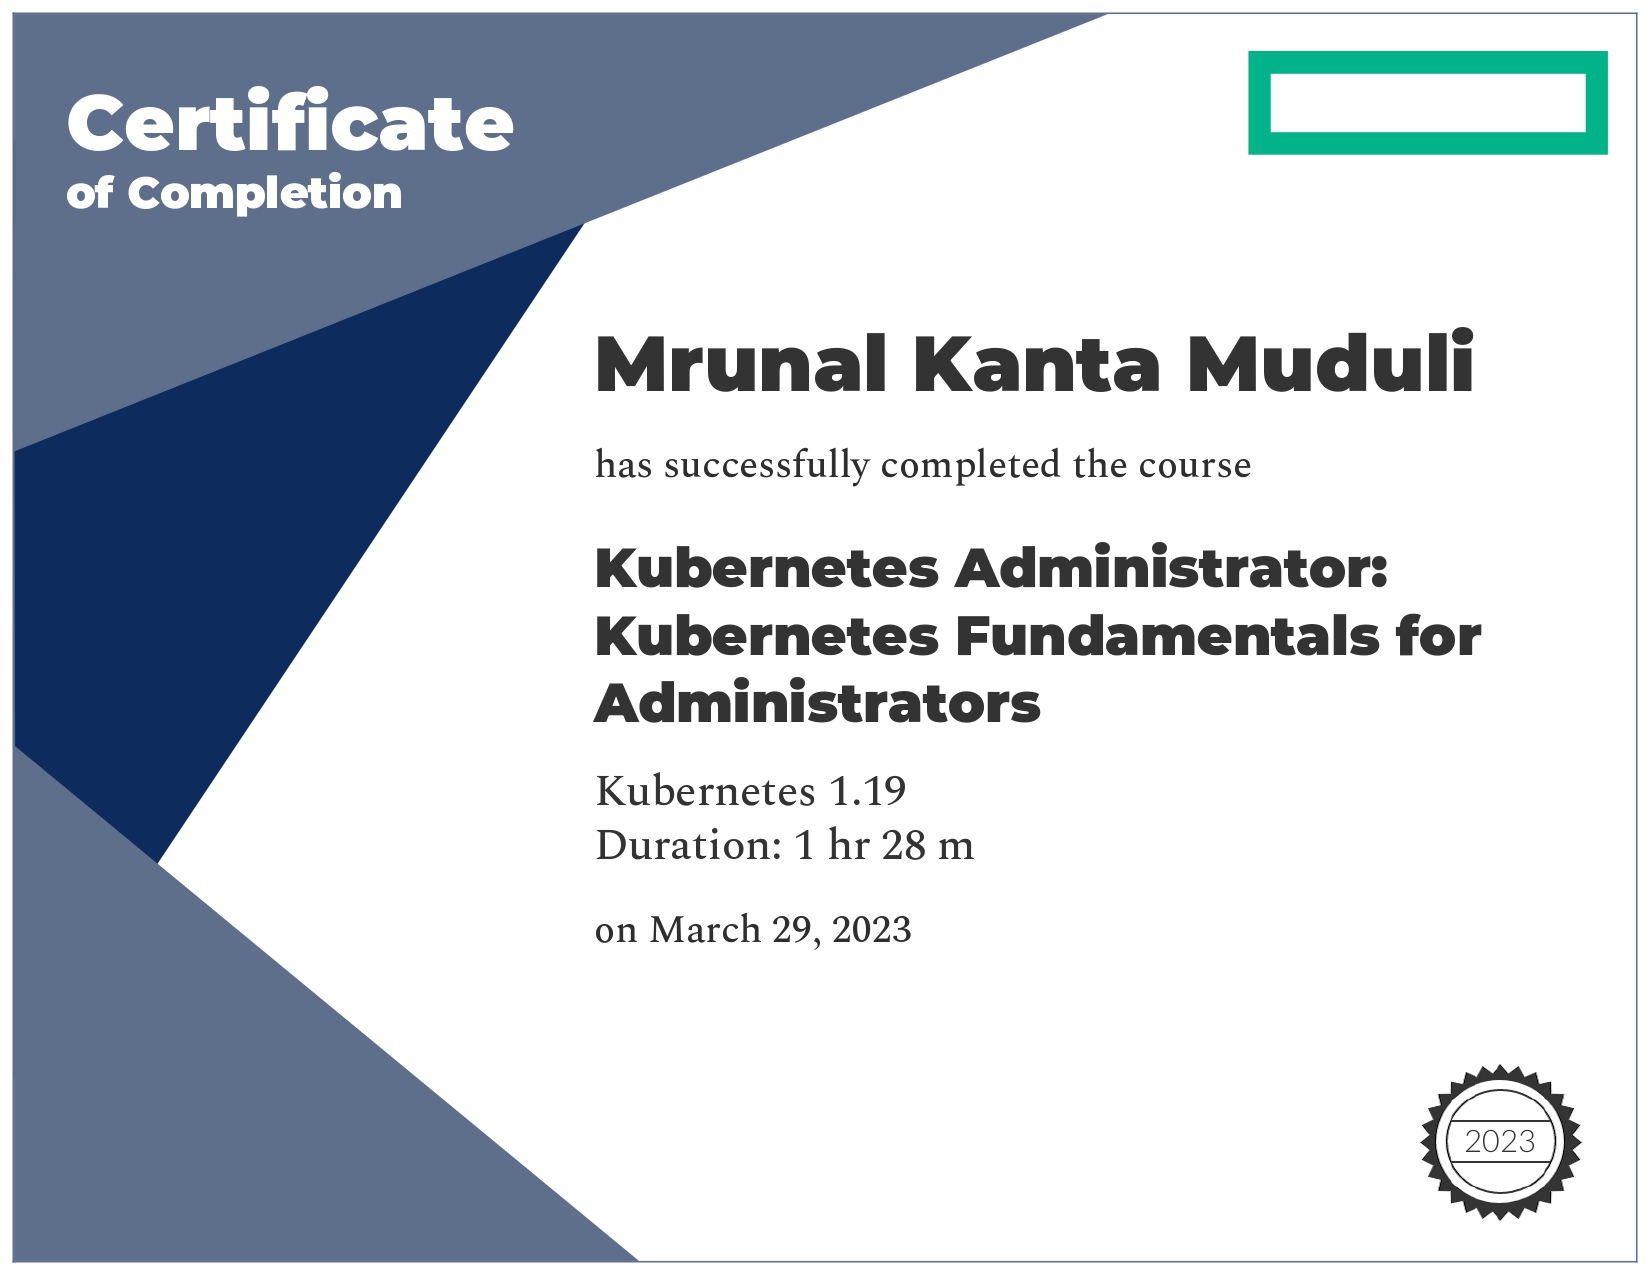 Certificate
of Completion
Mrunal Kanta Muduli
has successfully completed the course
Kubernetes Administrator:
Kubernetes Fundamentals for
Administrators
Kubernetes 1.19
Duration: 1 hr 28 m
on March 29, 2023
2023